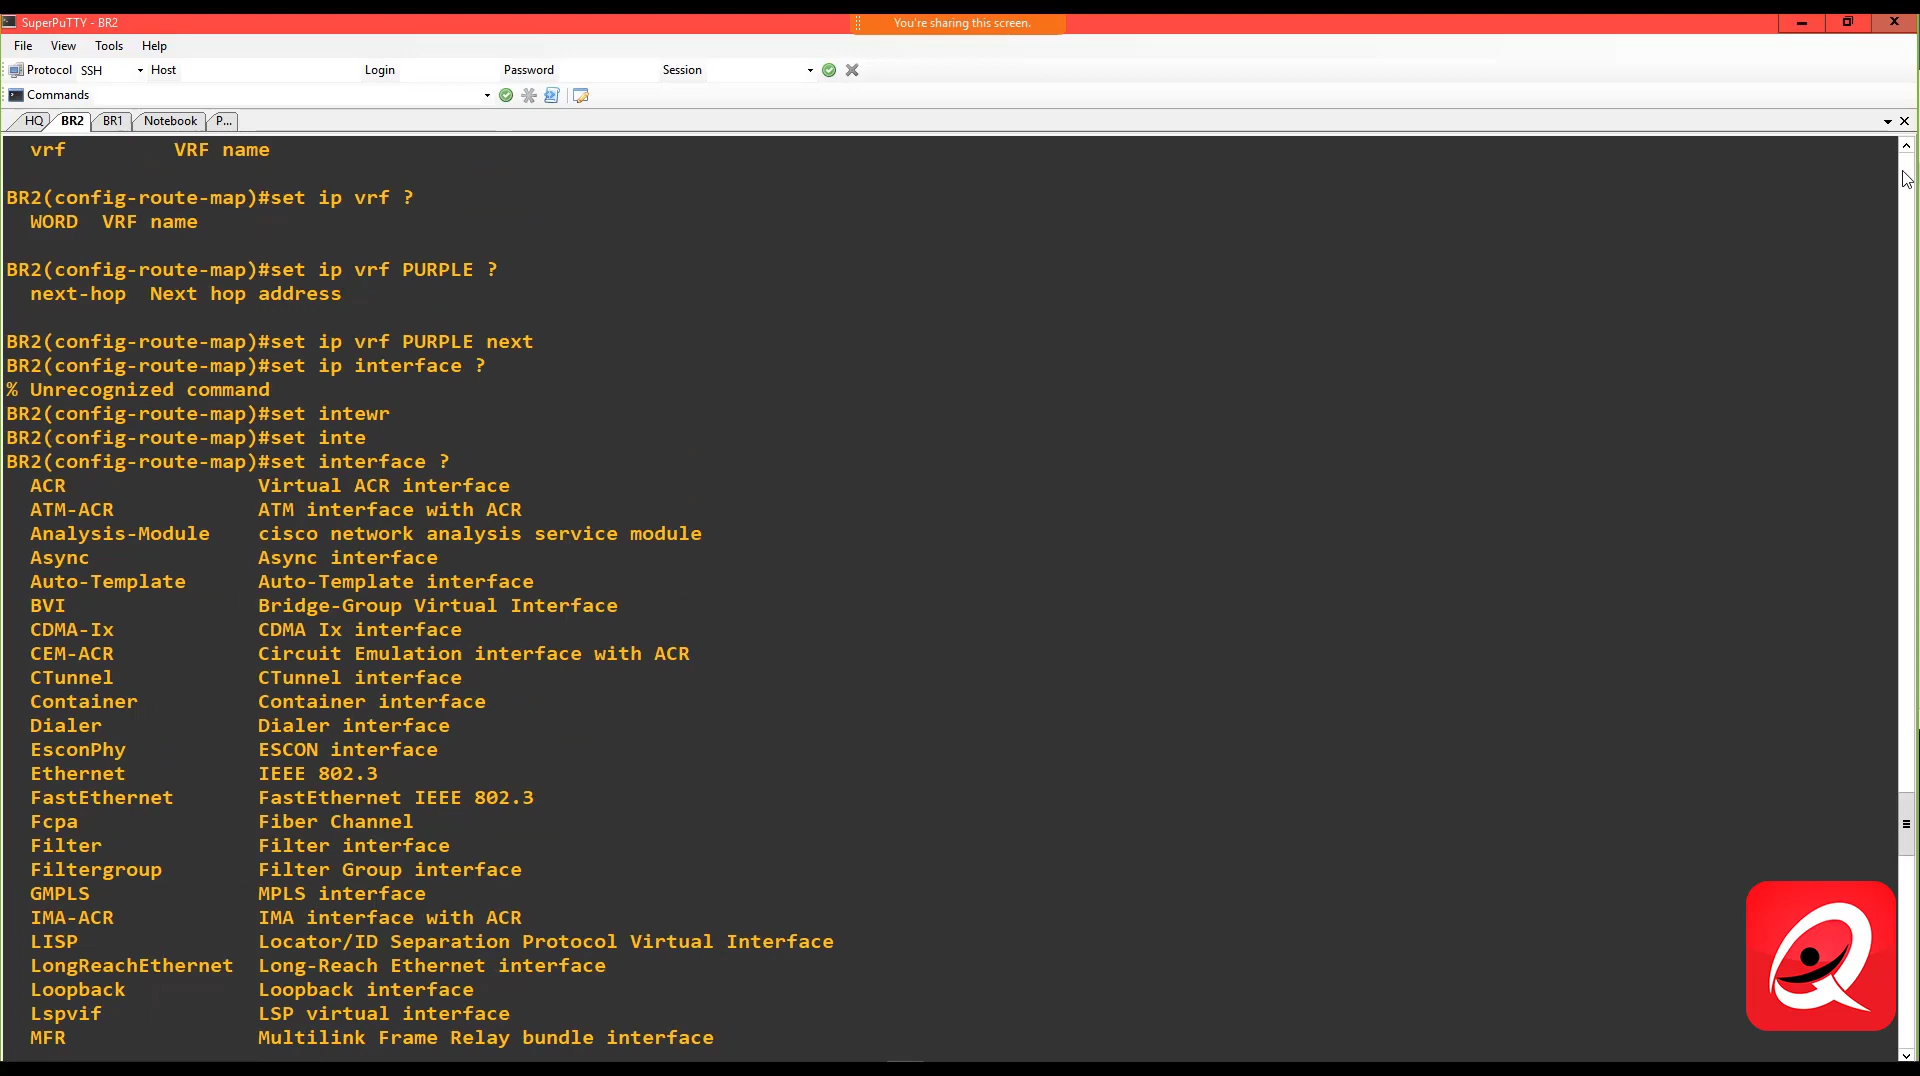 SuperPuTTY - BR2
You're sharing this screen.
File View Tools Help
Protocol SSH Host Login Password Session
Commands
HQ BR2 BR1 Notebook P...
vrf VRF name
BR2(config-route-map)#set ip vrf ?
WORD VRF name
BR2(config-route-map)#set ip vrf PURPLE ?
next-hop Next hop address
BR2(config-route-map)#set ip vrf PURPLE next
BR2(config-route-map)#set ip interface ?
% Unrecognized command
BR2(config-route-map)#set intewr
BR2(config-route-map)#set inte
BR2(config-route-map)#set interface ?
ACR Virtual ACR interface
ATM-ACR ATM interface with ACR
Analysis-Module cisco network analysis service module
Async Async interface
Auto-Template Auto-Template interface
BVI Bridge-Group Virtual Interface
CDMA-Ix CDMA Ix interface
CEM-ACR Circuit Emulation interface with ACR
CTunnel CTunnel interface
Container Container interface
Dialer Dialer interface
EsconPhy ESCON interface
Ethernet IEEE 802.3
FastEthernet FastEthernet IEEE 802.3
Fcpa Fiber Channel
Filter Filter interface
Filtergroup Filter Group interface
GMPLS MPLS interface
IMA-ACR IMA interface with ACR
LISP Locator/ID Separation Protocol Virtual Interface
LongReachEthernet Long-Reach Ethernet interface
Loopback Loopback interface
Lspvif LSP virtual interface
MFR Multilink Frame Relay bundle interface